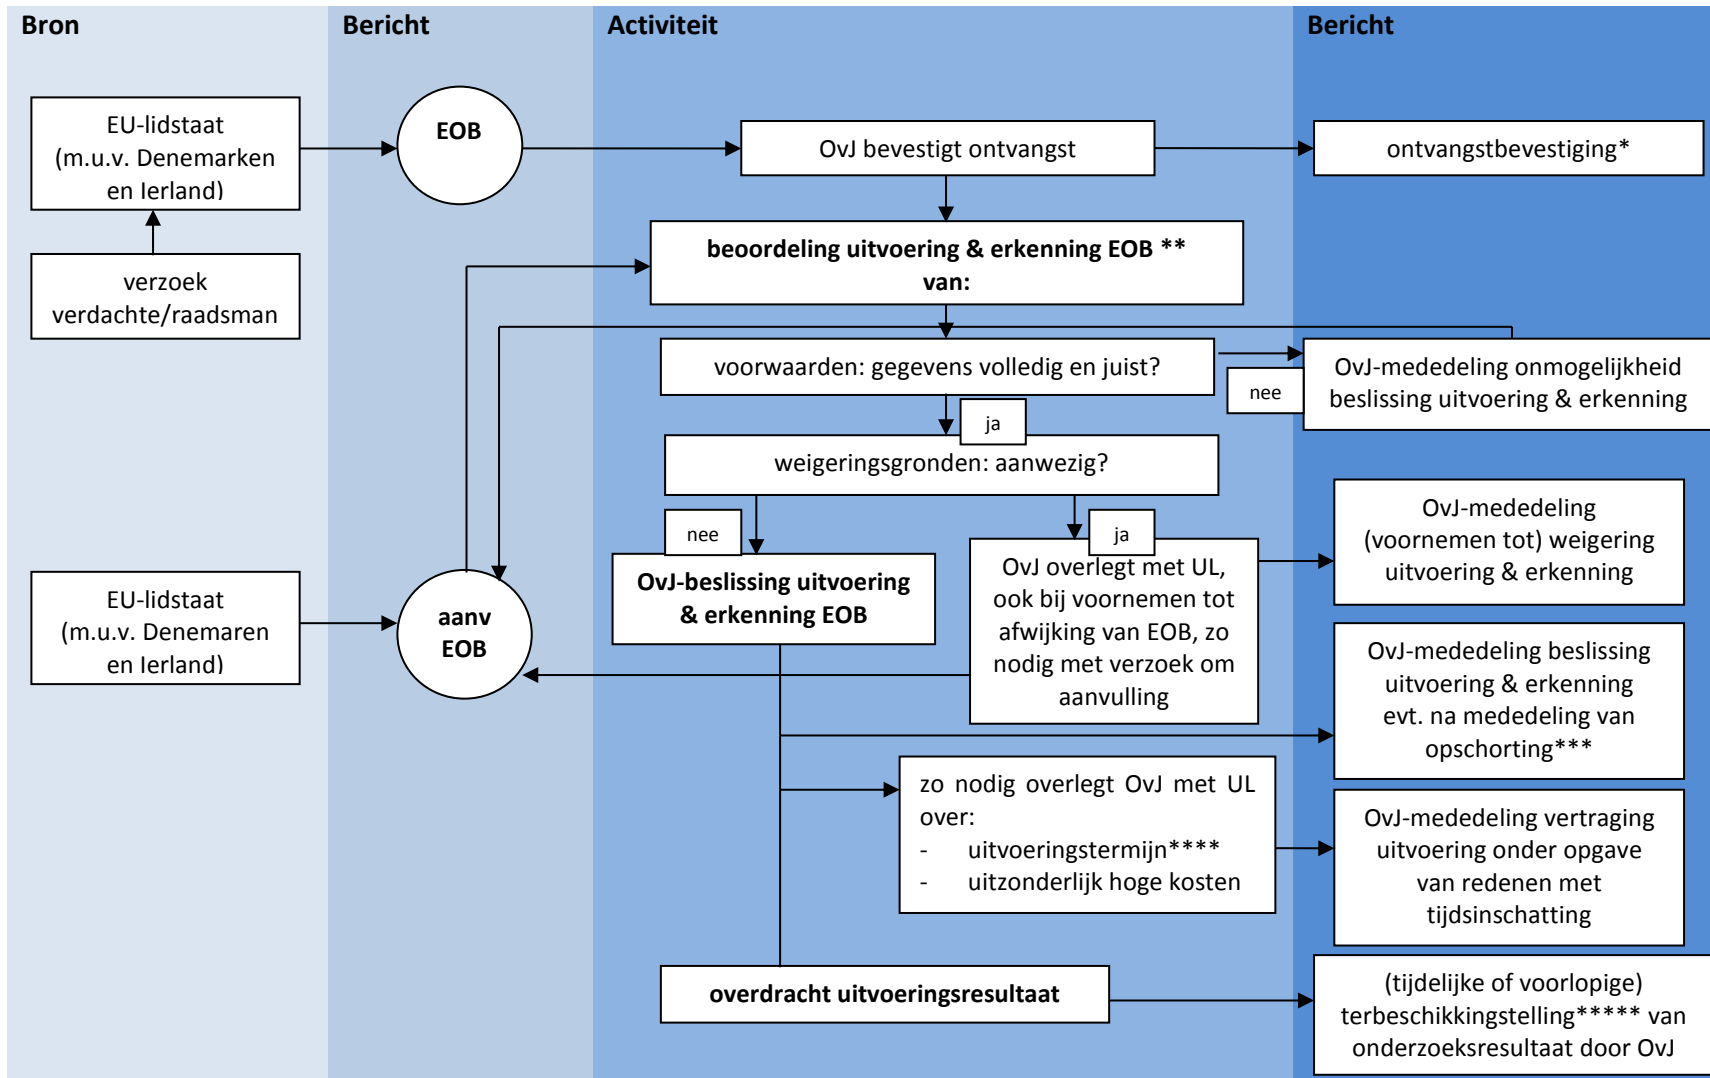 Bron
Bericht
Activiteit
Bericht
EU-lidstaat
(m.u.v. Denemarken
en Ierland)
EOB
OvJ bevestigt ontvangst
ontvangstbevestiging*
verzoek
verdachte/raadsman
beoordeling uitvoering & erkenning EOB **
van:
voorwaarden: gegevens volledig en juist?
nee
OvJ-mededeling onmogelijkheid
beslissing uitvoering & erkenning
ja
weigeringsgronden: aanwezig?
nee
ja
OvJ-mededeling
(voornemen tot) weigering
uitvoering & erkenning
EU-lidstaat
(m.u.v. Denemaren
en Ierland)
aanv
EOB
OvJ-beslissing uitvoering
& erkenning EOB
OvJ overlegt met UL,
ook bij voornemen tot
afwijking van EOB, zo
nodig met verzoek om
aanvulling
OvJ-mededeling beslissing
uitvoering & erkenning
evt. na mededeling van
opschorting***
zo nodig overlegt OvJ met UL
over:
- uitvoeringstermijn****
- uitzonderlijk hoge kosten
OvJ-mededeling vertraging
uitvoering onder opgave
van redenen met
tijdsinschatting
overdracht uitvoeringsresultaat
(tijdelijke of voorlopige)
terbeschikkingstelling***** van
onderzoeksresultaat door OvJ